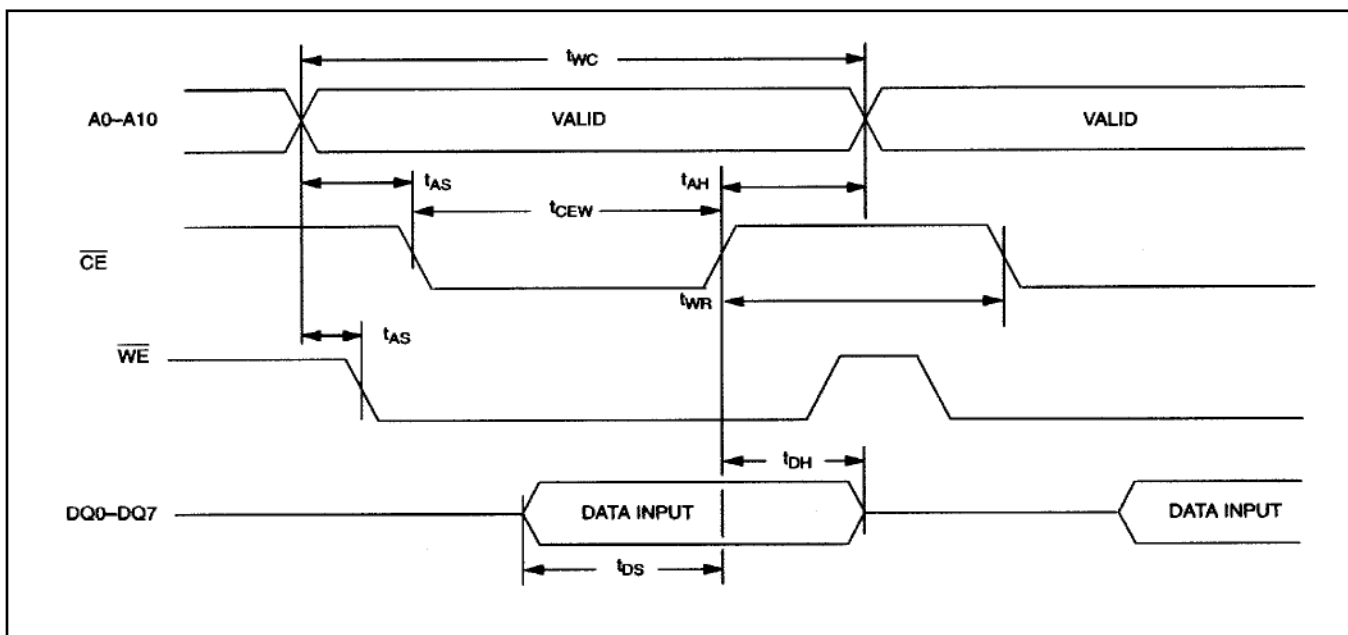 tWC
A0–A10 VALID VALID
tAS tAH
tCEW
CE
tWR
tAS
WE
tDH
DQ0–DQ7 DATA INPUT DATA INPUT
tDS